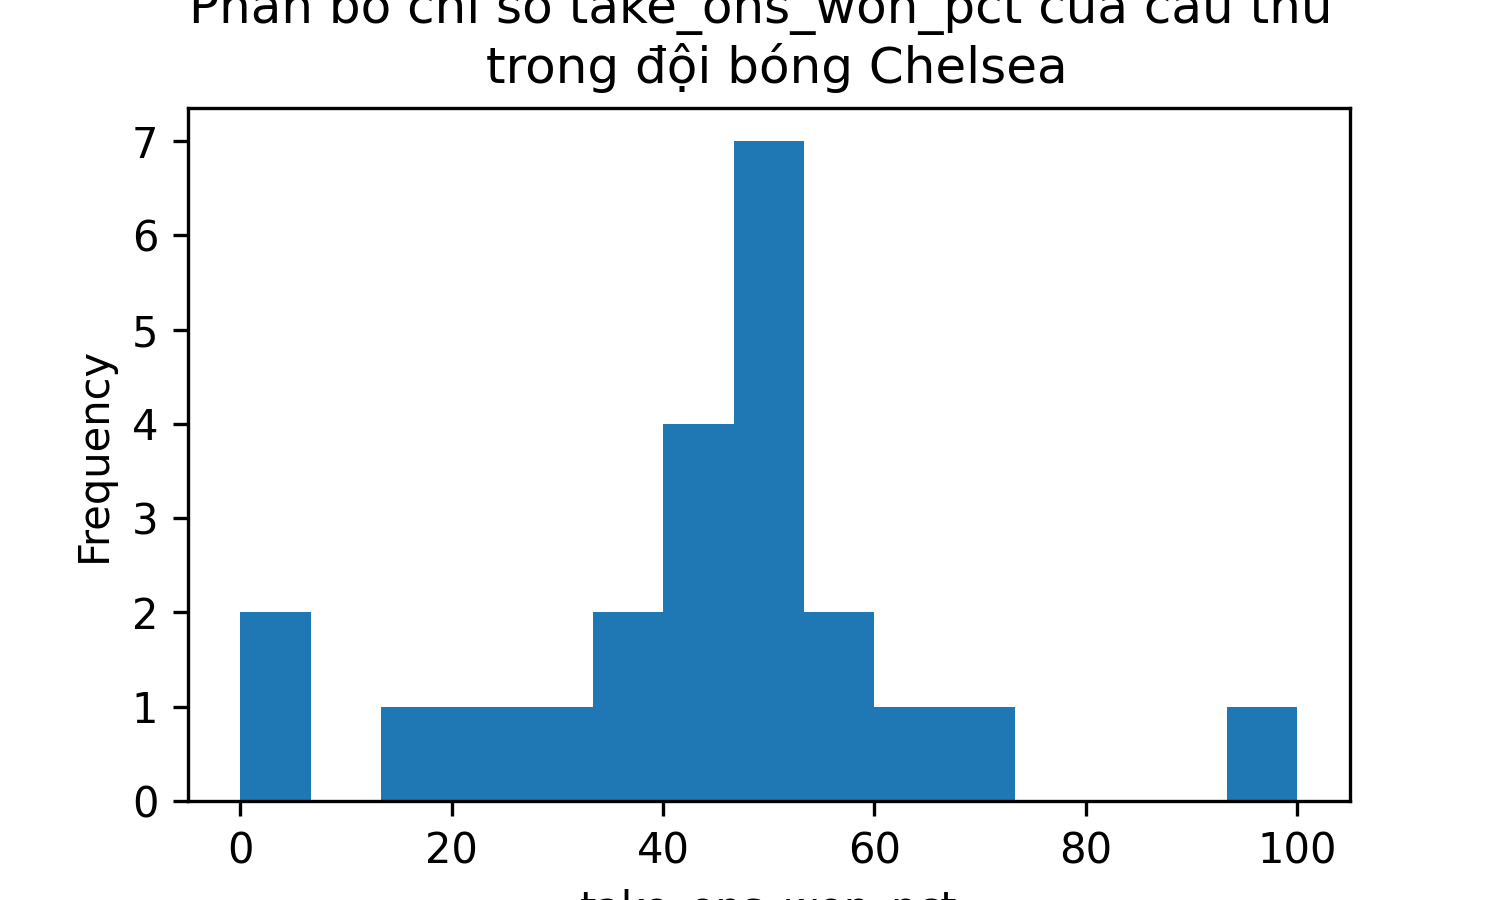 Phân bố chỉ số take_ons_won_pct của cầu thủ
trong đội bóng Chelsea
7
6
5
4
3
2
1
0
Frequency
0 20 40 60 80 100
take_ons_won_pct